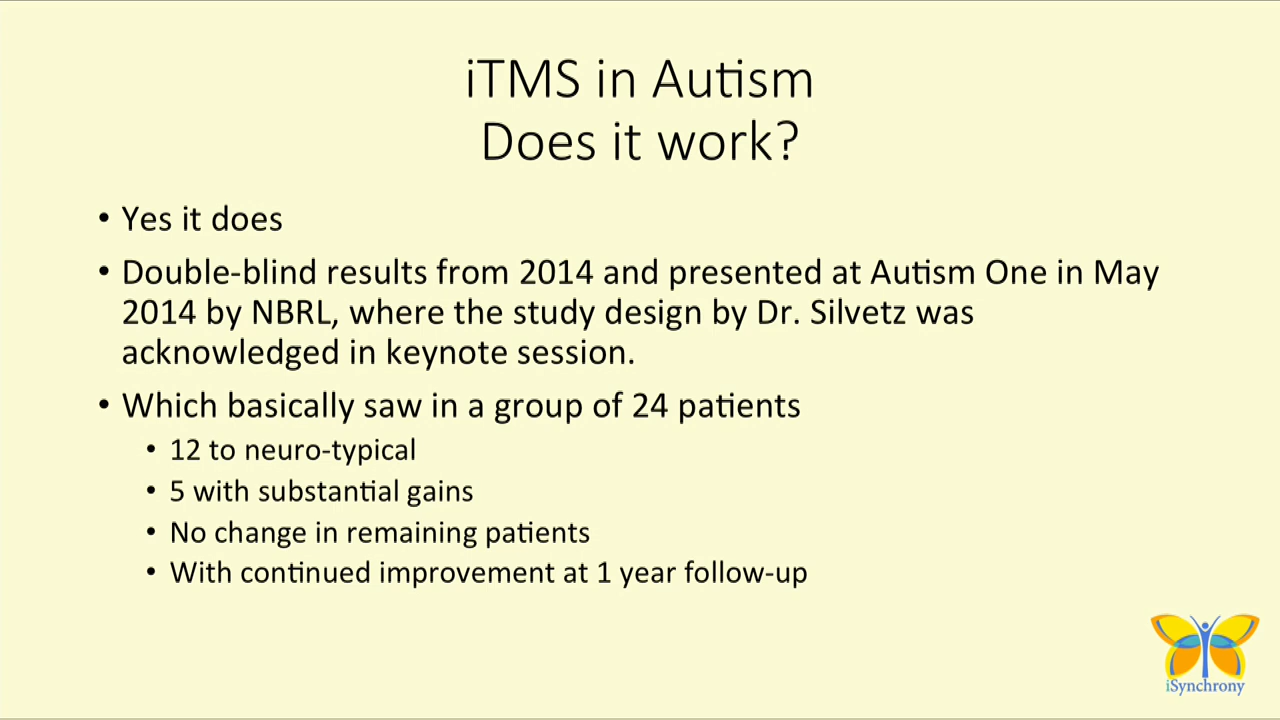 iTMS in Autism
Does it work?
• Yes it does
• Double-blind results from 2014 and presented at Autism One in May
2014 by NBRL, where the study design by Dr. Silvetz was
acknowledged in keynote session.
• Which basically saw in a group of 24 patients
• 12 to neuro-typical
• 5 with substantial gains
• No change in remaining patients
• With continued improvement at 1 year follow-up
iSynchrony